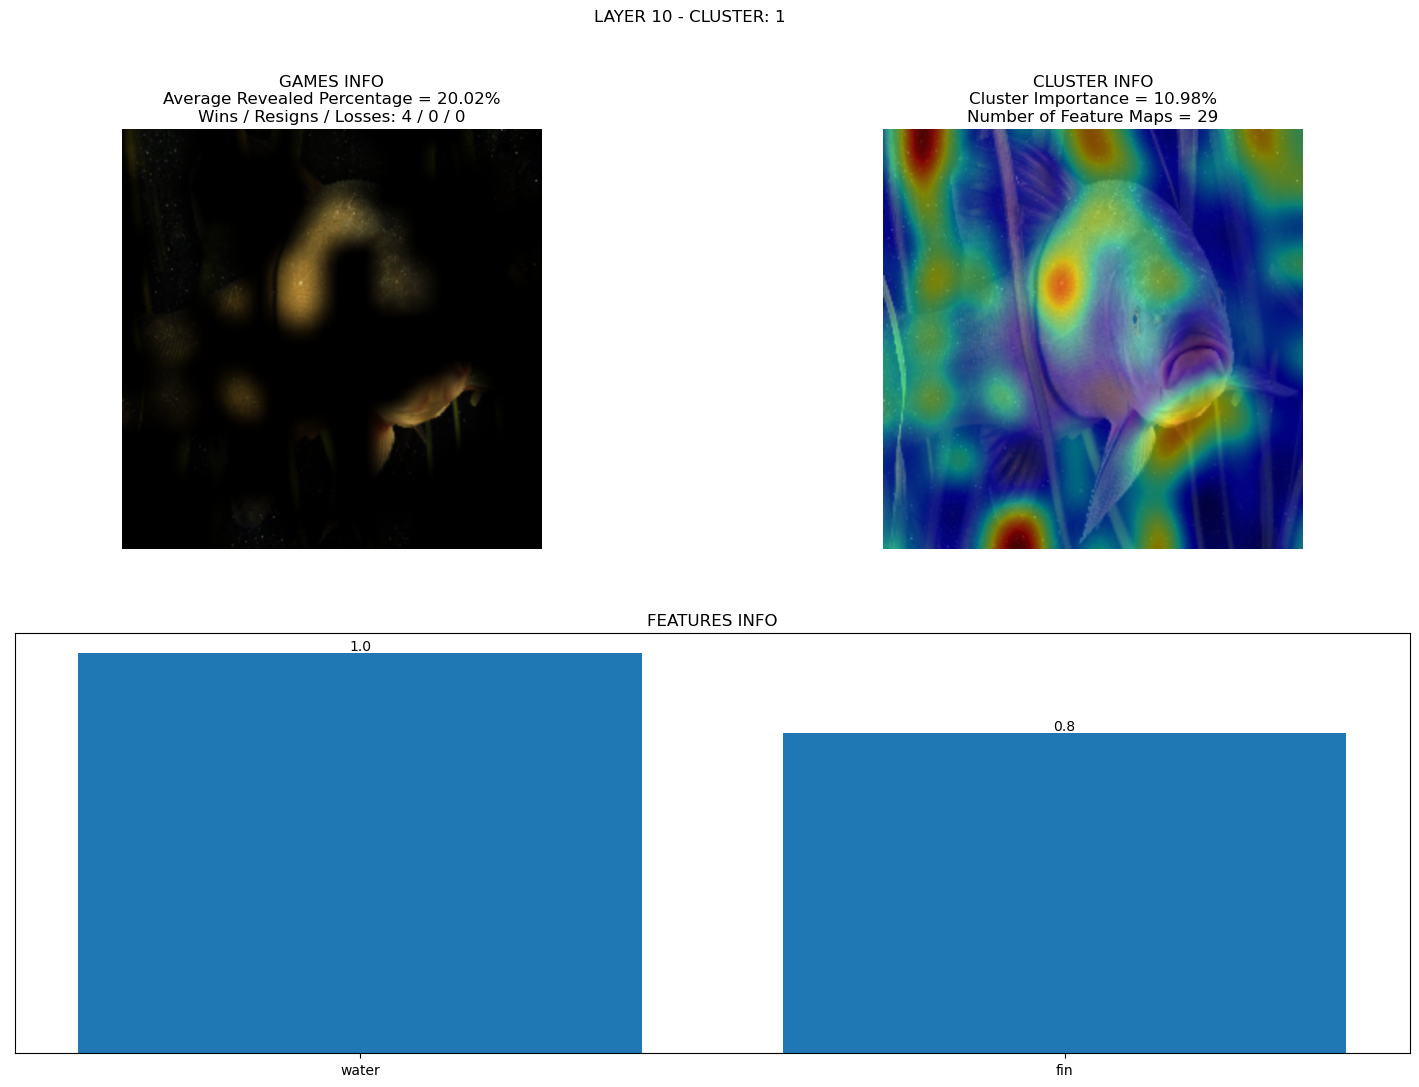 LAYER 10 - CLUSTER: 1
GAMES INFO
Average Revealed Percentage = 20.02%
Wins / Resigns / Losses: 4 / 0 / 0
CLUSTER INFO
Cluster Importance = 10.98%
Number of Feature Maps = 29
FEATURES INFO
1.0
0.8
water
fin